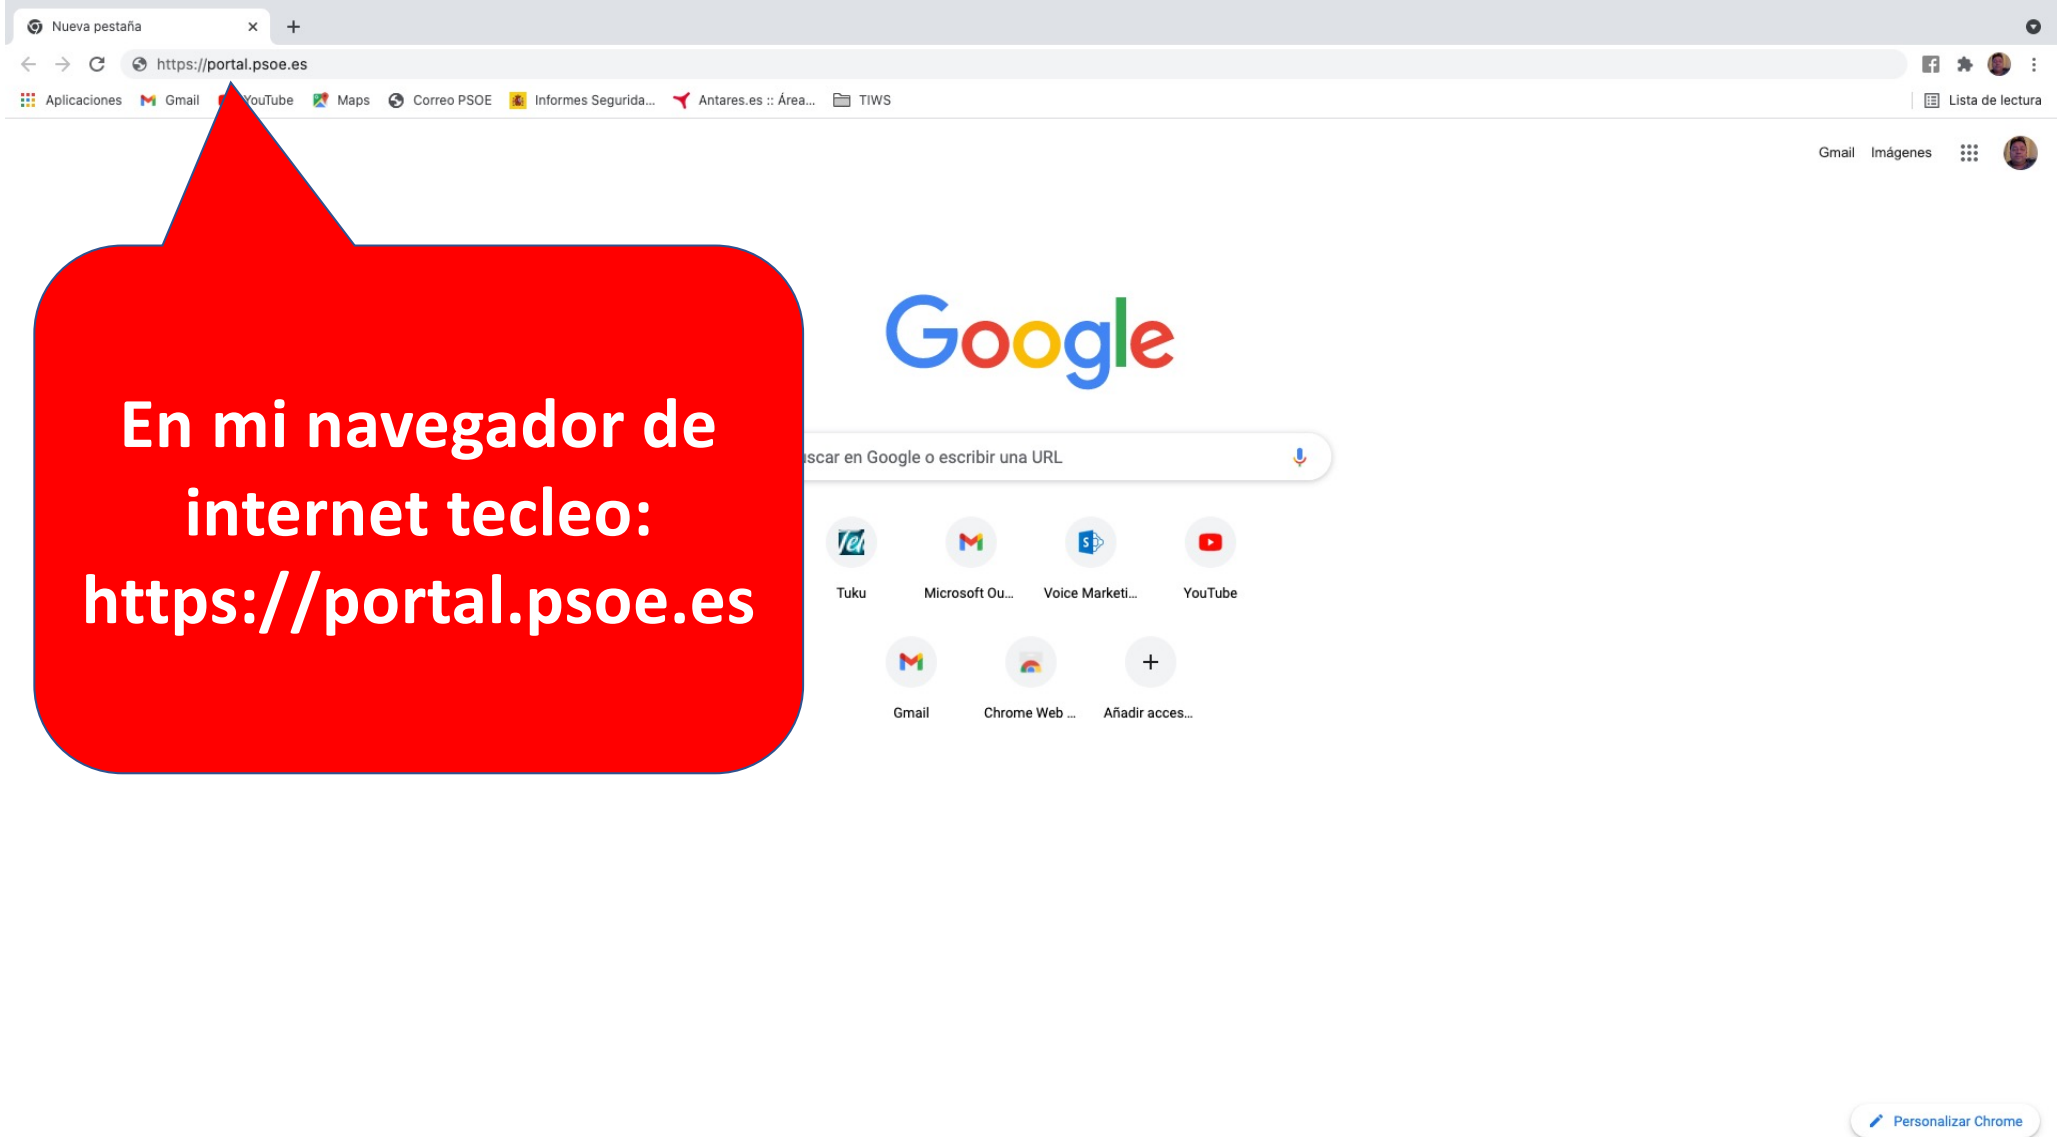 Nueva pestaña
https://portal.psoe.es
Aplicaciones Gmail YouTube Maps Correo PSOE Informes Segurida... Antares.es :: Área... TIWS Lista de lectura
Gmail Imágenes
Google
En mi navegador de
internet tecleo:
https://portal.psoe.es
en Google o escribir una URL
Tuku Microsoft Ou... Voice Marketi... YouTube
Gmail Chrome Web ... Añadir acces...
Personalizar Chrome